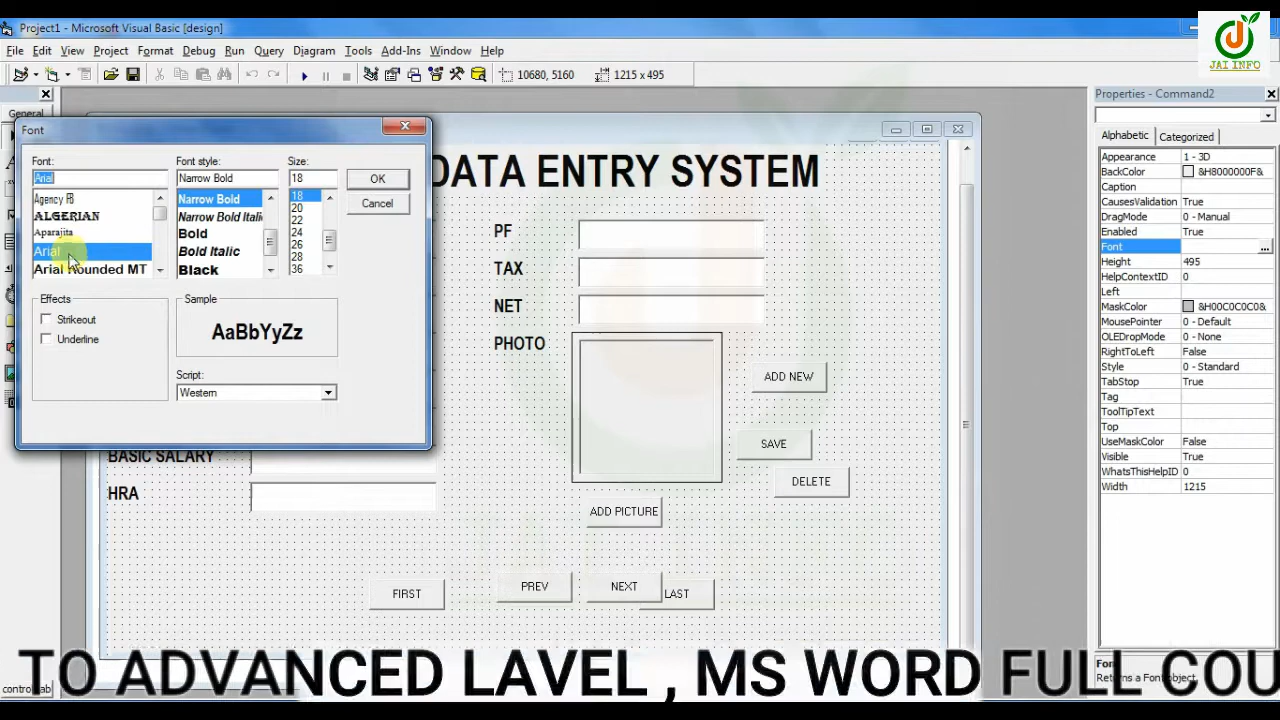 Project1 - Microsoft Visual Basic [design]
JAI INFO
File Edit View Project Format Debug Run Query Diagram Tools Add-Ins Window Help
10680, 5160 1215 x 495
General
Font
Font:
Arial
Agency FB
ALGERIAN
Aparajita
Arial
Arial Rounded MT
Font style:
Narrow Bold
Narrow Bold
Narrow Bold Itali
Bold
Bold Italic
Black
Size:
18
18
20
22
24
26
28
36
OK
Cancel
Effects
Strikeout
Underline
Sample
AaBbYyZz
Script:
Western
DATA ENTRY SYSTEM
PF
TAX
NET
PHOTO
BASIC SALARY
HRA
ADD NEW
SAVE
DELETE
ADD PICTURE
FIRST
PREV
NEXT
LAST
Properties - Command2
Alphabetic Categorized
Appearance 1 - 3D
BackColor &H8000000F&
Caption
CausesValidation True
DragMode 0 - Manual
Enabled True
Font ...
Height 495
HelpContextID 0
Left
MaskColor &H00C0C0C0&
MousePointer 0 - Default
OLEDropMode 0 - None
RightToLeft False
Style 0 - Standard
TabStop True
Tag
ToolTipText
Top
UseMaskColor False
Visible True
WhatsThisHelpID 0
Width 1215
Font
Returns a Font object.
TO ADVANCED LAVEL , MS WORD FULL COU